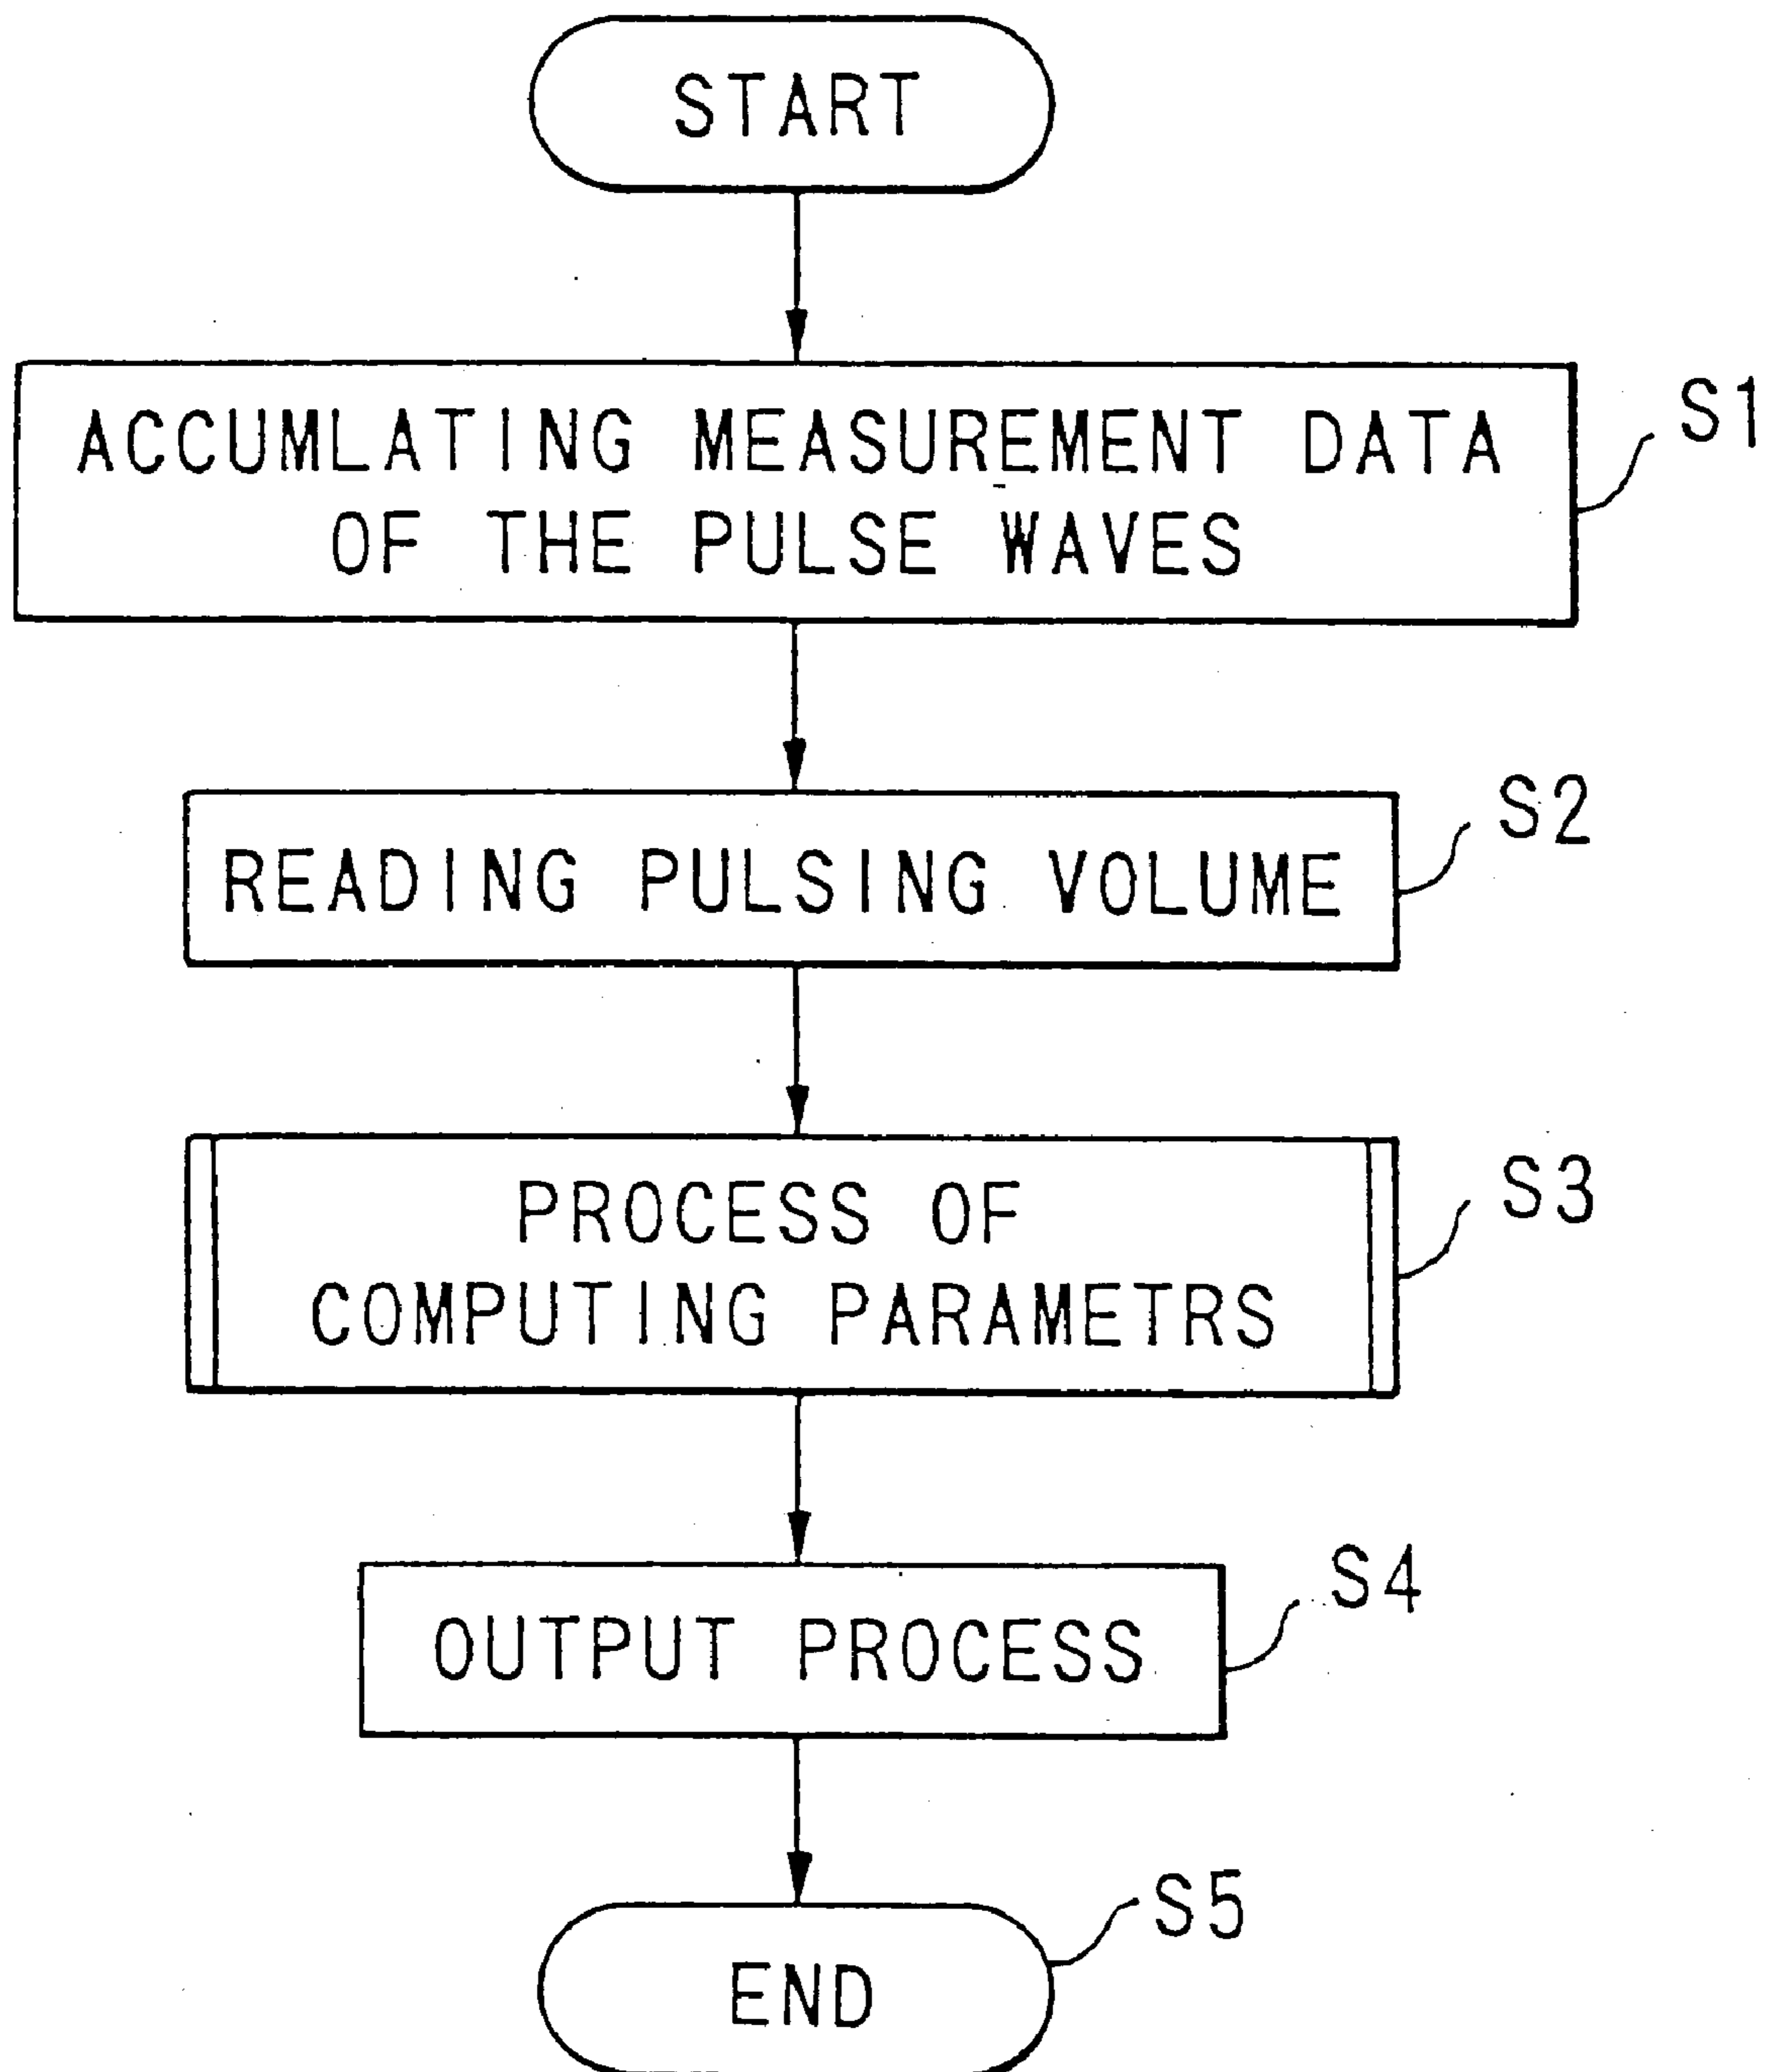 START
ACCUMLATING MEASUREMENT DATA
OF THE PULSE WAVES
S1
READING PULSING VOLUME
S2
PROCESS OF
COMPUTING PARAMETRS
S3
OUTPUT PROCESS
S4
END
S5